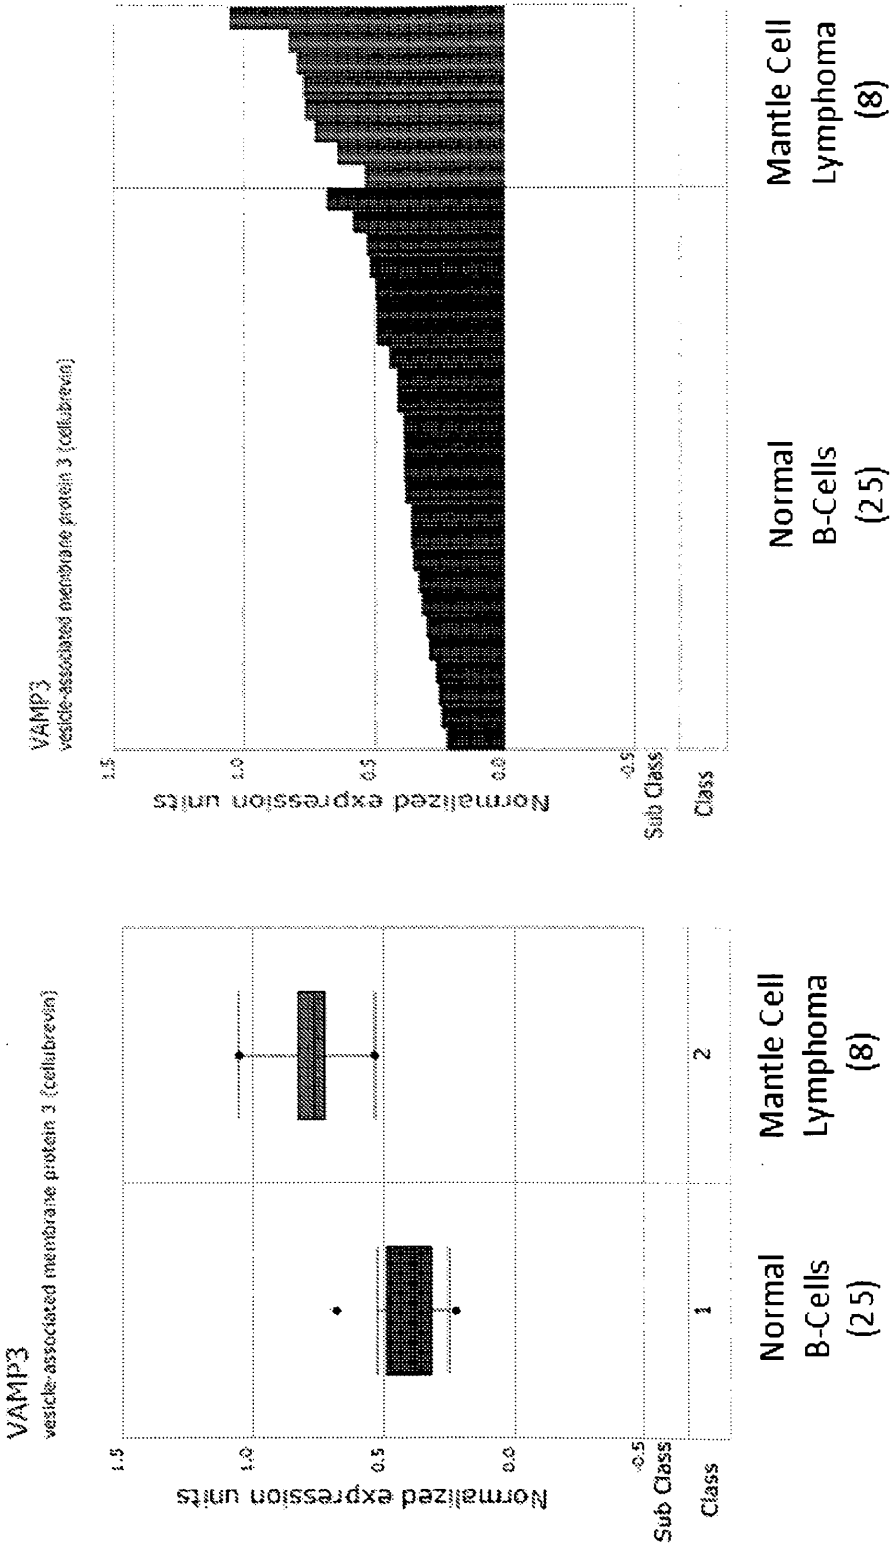 VAMP3
vesicle-associated membrane protein 3 (cellubrevin)
Normalized expression units
1.5
1.0
0.5
0.0
-0.5
Sub Class
Class
1
2
Normal
B-Cells
(25)
Mantle Cell
Lymphoma
(8)
VAMP3
vesicle-associated membrane protein 3 (cellubrevin)
Normalized expression units
1.5
1.0
0.5
0.0
-0.5
Sub Class
Class
Normal
B-Cells
(25)
Mantle Cell
Lymphoma
(8)